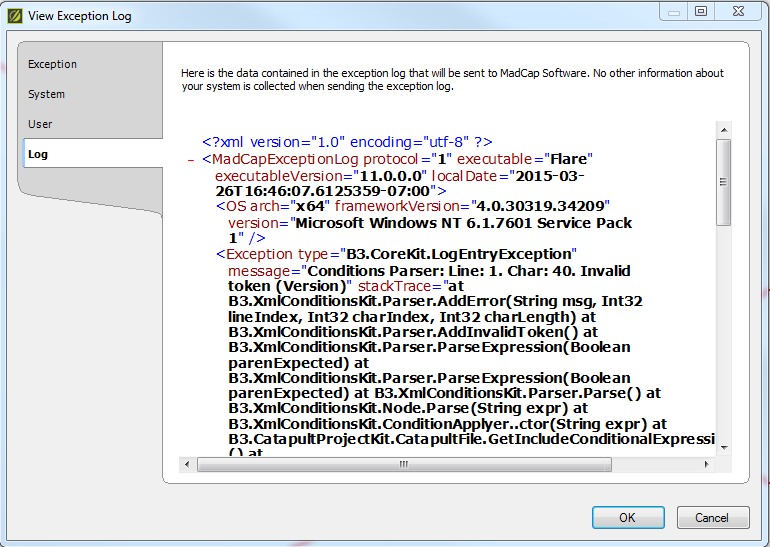 View Exception Log
Exception
System
User
Log
Here is the data contained in the exception log that will be sent to MadCap Software. No other information about
your system is collected when sending the exception log.
<?xml version="1.0" encoding="utf-8" ?>
- <MadCapExceptionLog protocol="1" executable="Flare"
executableVersion="11.0.0.0" localDate="2015-03-
26T16:46:07.6125359-07:00">
<OS arch="x64" frameworkVersion="4.0.30319.34209"
version="Microsoft Windows NT 6.1.7601 Service Pack
1" />
<Exception type="B3.CoreKit.LogEntryException"
message="Conditions Parser: Line: 1. Char: 40. Invalid
token (Version)" stackTrace="at
B3.XmlConditionsKit.Parser.AddError(String msg, Int32
lineIndex, Int32 charIndex, Int32 charLength) at
B3.XmlConditionsKit.Parser.AddInvalidToken() at
B3.XmlConditionsKit.Parser.ParseExpression(Boolean
parenExpected) at
B3.XmlConditionsKit.Parser.ParseExpression(Boolean
parenExpected) at B3.XmlConditionsKit.Parser.Parse() at
B3.XmlConditionsKit.Node.Parse(String expr) at
B3.XmlConditionsKit.ConditionApplyer..ctor(String expr) at
B3.CatapultProjectKit.CatapultFile.GetIncludeConditionalExpressi
() at
OK
Cancel